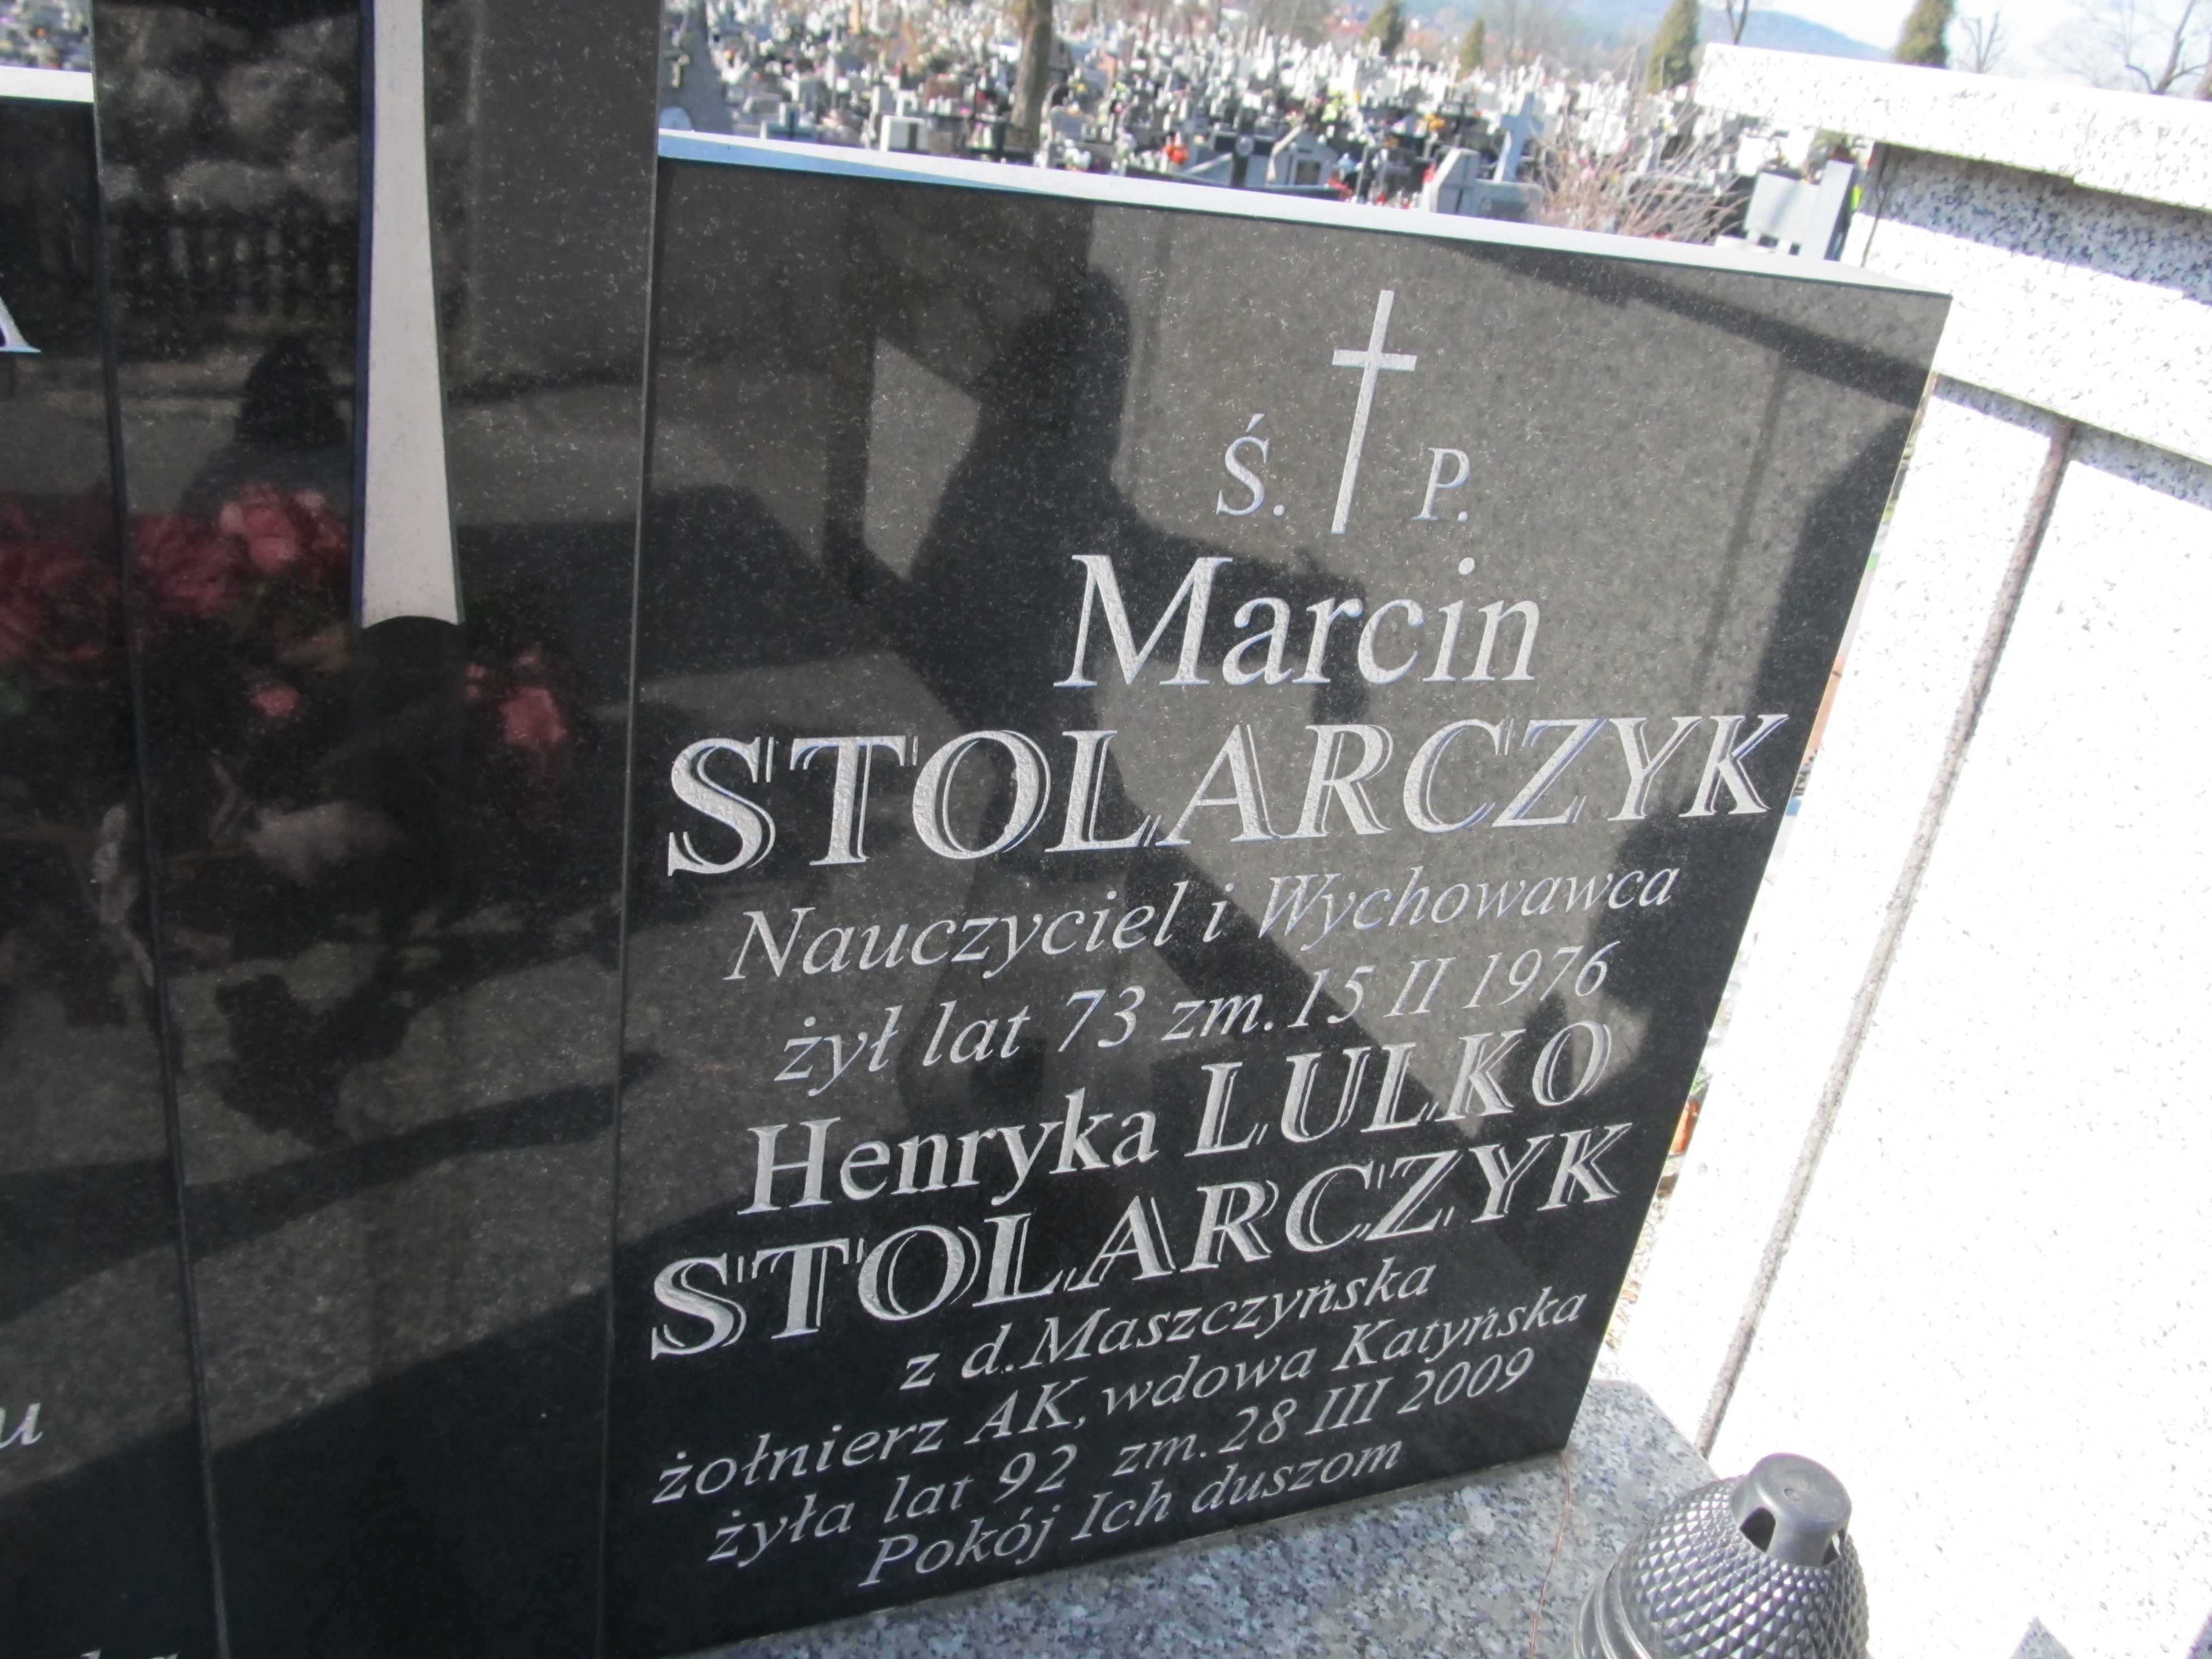 Ś. P.
Marcin
STOLARCZYK
Nauczyciel i Wychowawca
żył lat 73 zm. 15 II 1976
Henryka LULKO
STOLARCZYK
z d. Maszczyńska
żołnierz AK, wdowa Katyńska
żyła lat 92 zm. 28 III 2009
Pokój Ich duszom